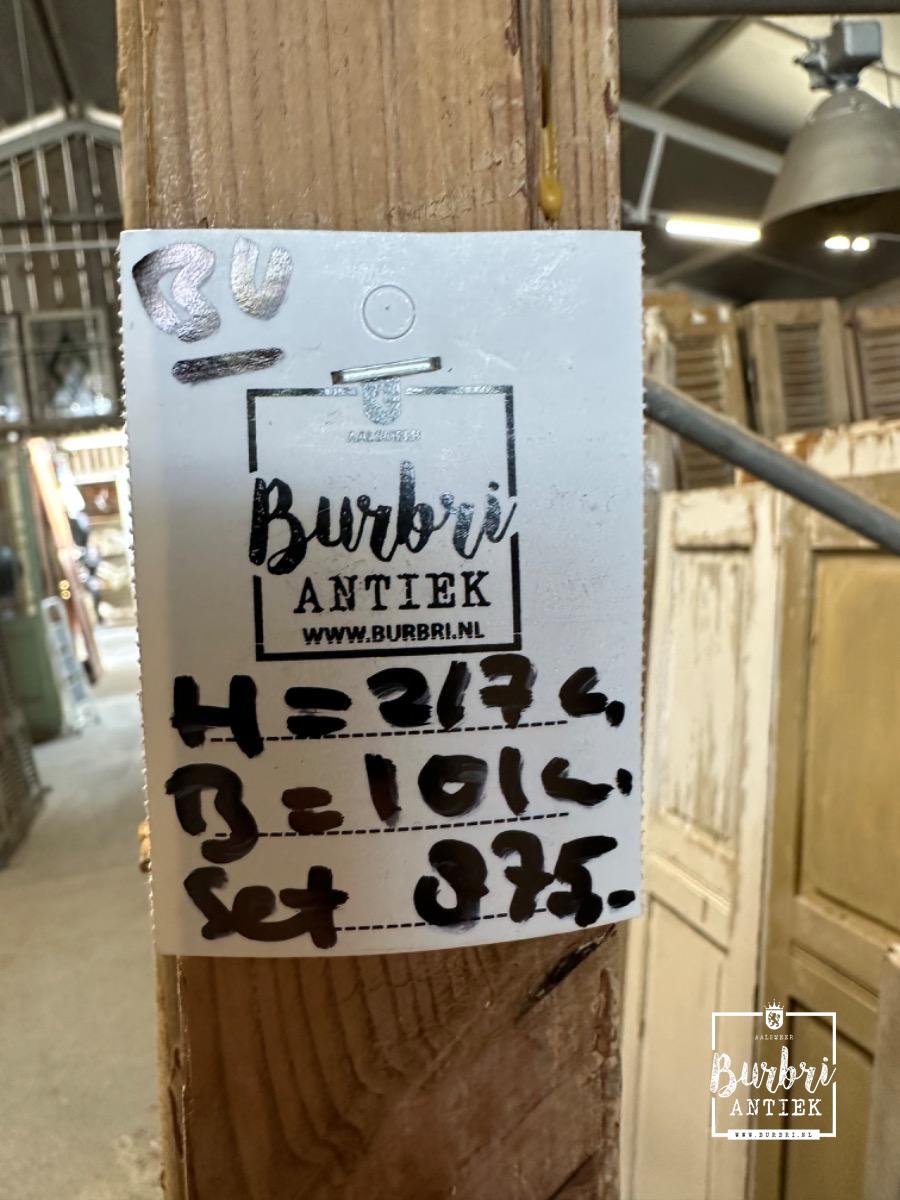 BU
AALSMEER
Burbri
ANTIEK
WWW.BURBRI.NL
H=217c,
B=101c.
Set 875.-
AALSMEER
Burbri
ANTIEK
WWW.BURBRI.NL